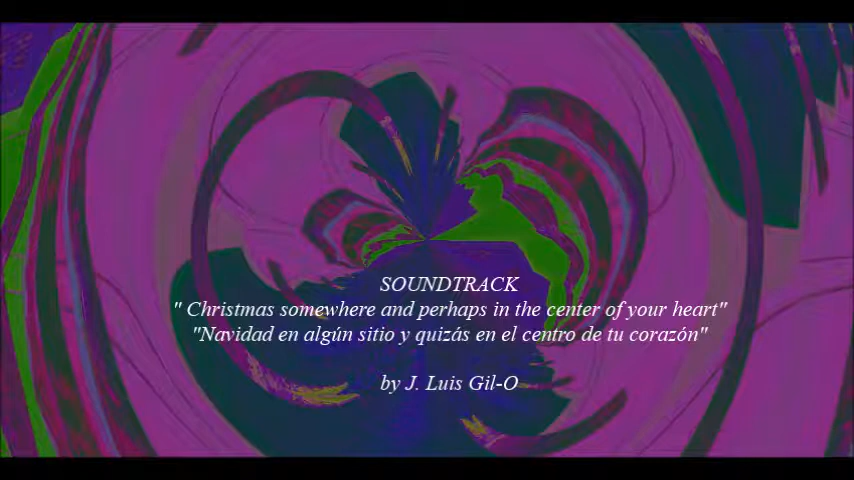 SOUNDTRACK
" Christmas somewhere and perhaps in the center of your heart"
"Navidad en algún sitio y quizás en el centro de tu corazón"
by J. Luis Gil-O